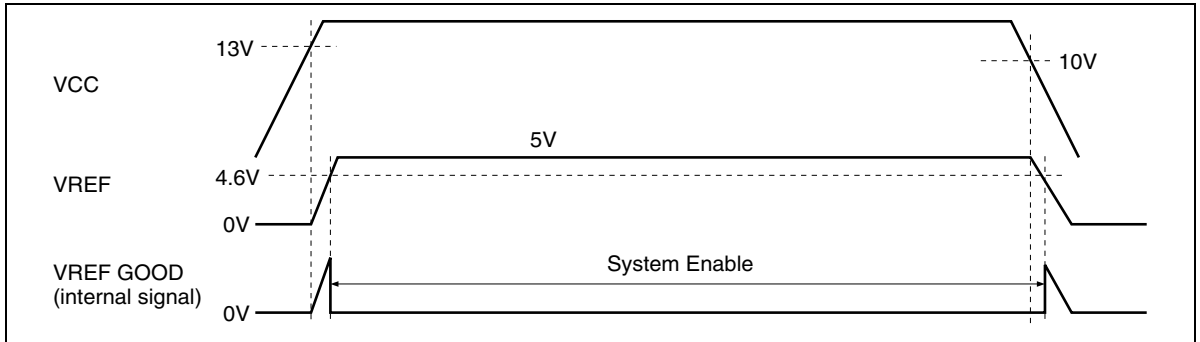 13V
10V
VCC
5V
VREF
4.6V
0V
VREF GOOD
(internal signal)
System Enable
0V